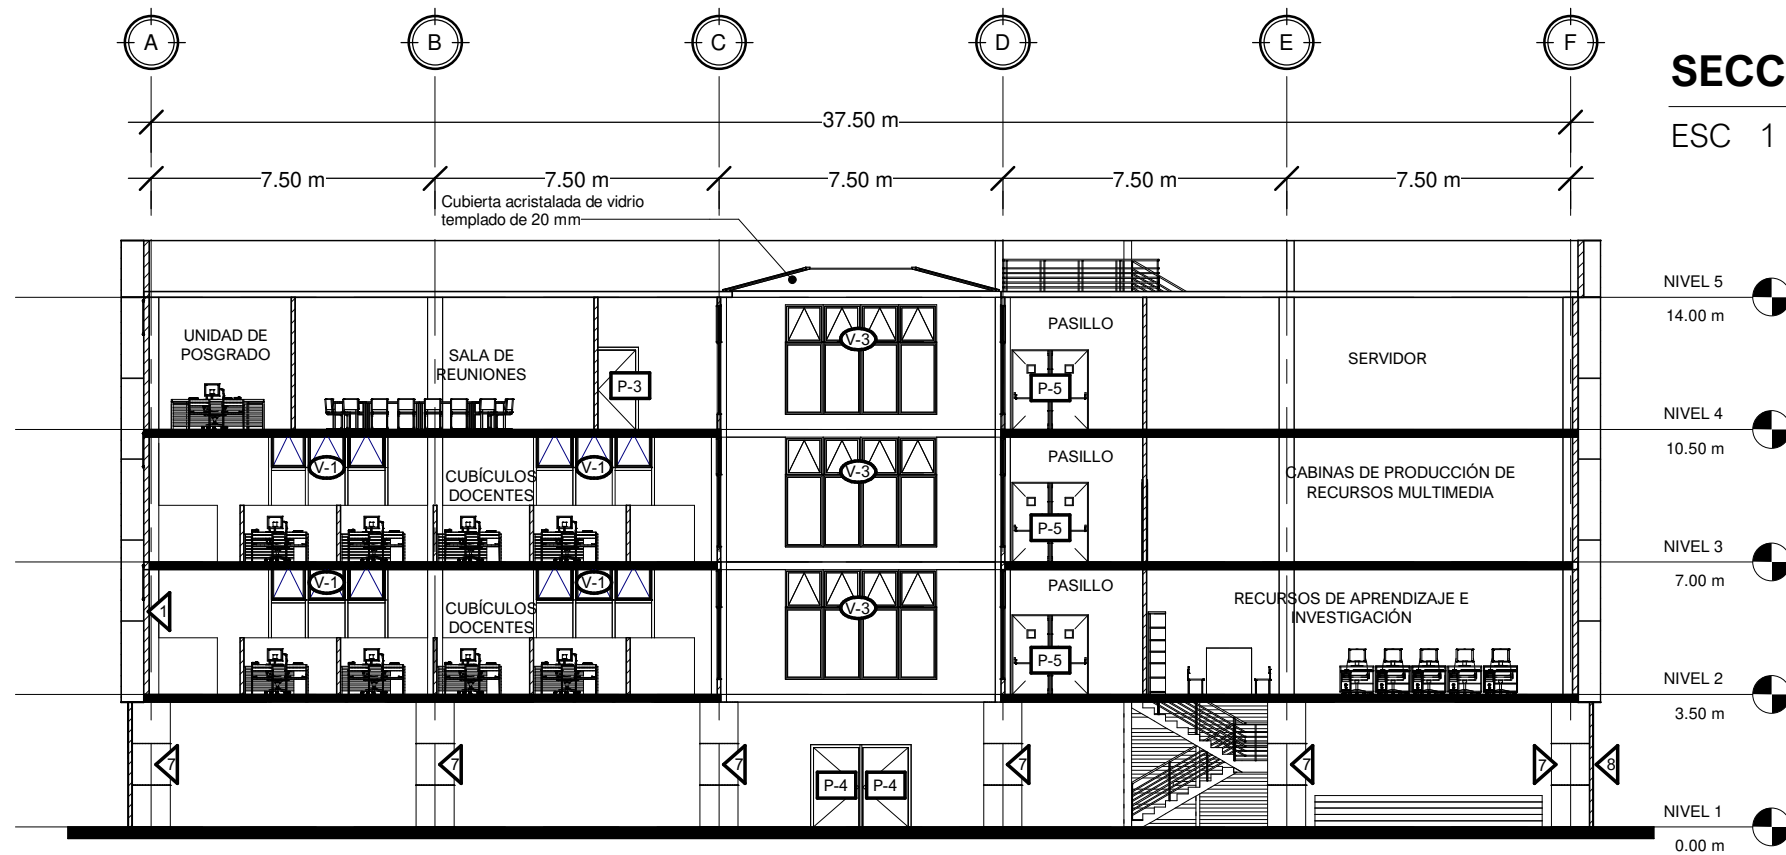 A B C D E F
SECC
ESC 1
37.50 m
7.50 m 7.50 m 7.50 m 7.50 m 7.50 m
Cubierta acristalada de vidrio
templado de 20 mm
NIVEL 5
14.00 m
UNIDAD DE
POSGRADO
SALA DE
REUNIONES
P-3
V-3
PASILLO
P-5
SERVIDOR
NIVEL 4
10.50 m
V-1
CUBÍCULOS
DOCENTES
V-1
V-3
PASILLO
P-5
CABINAS DE PRODUCCIÓN DE
RECURSOS MULTIMEDIA
NIVEL 3
7.00 m
1
V-1
CUBÍCULOS
DOCENTES
V-1
V-3
PASILLO
P-5
RECURSOS DE APRENDIZAJE E
INVESTIGACIÓN
NIVEL 2
3.50 m
7 7 7 7 7 7 8
P-4 P-4
NIVEL 1
0.00 m